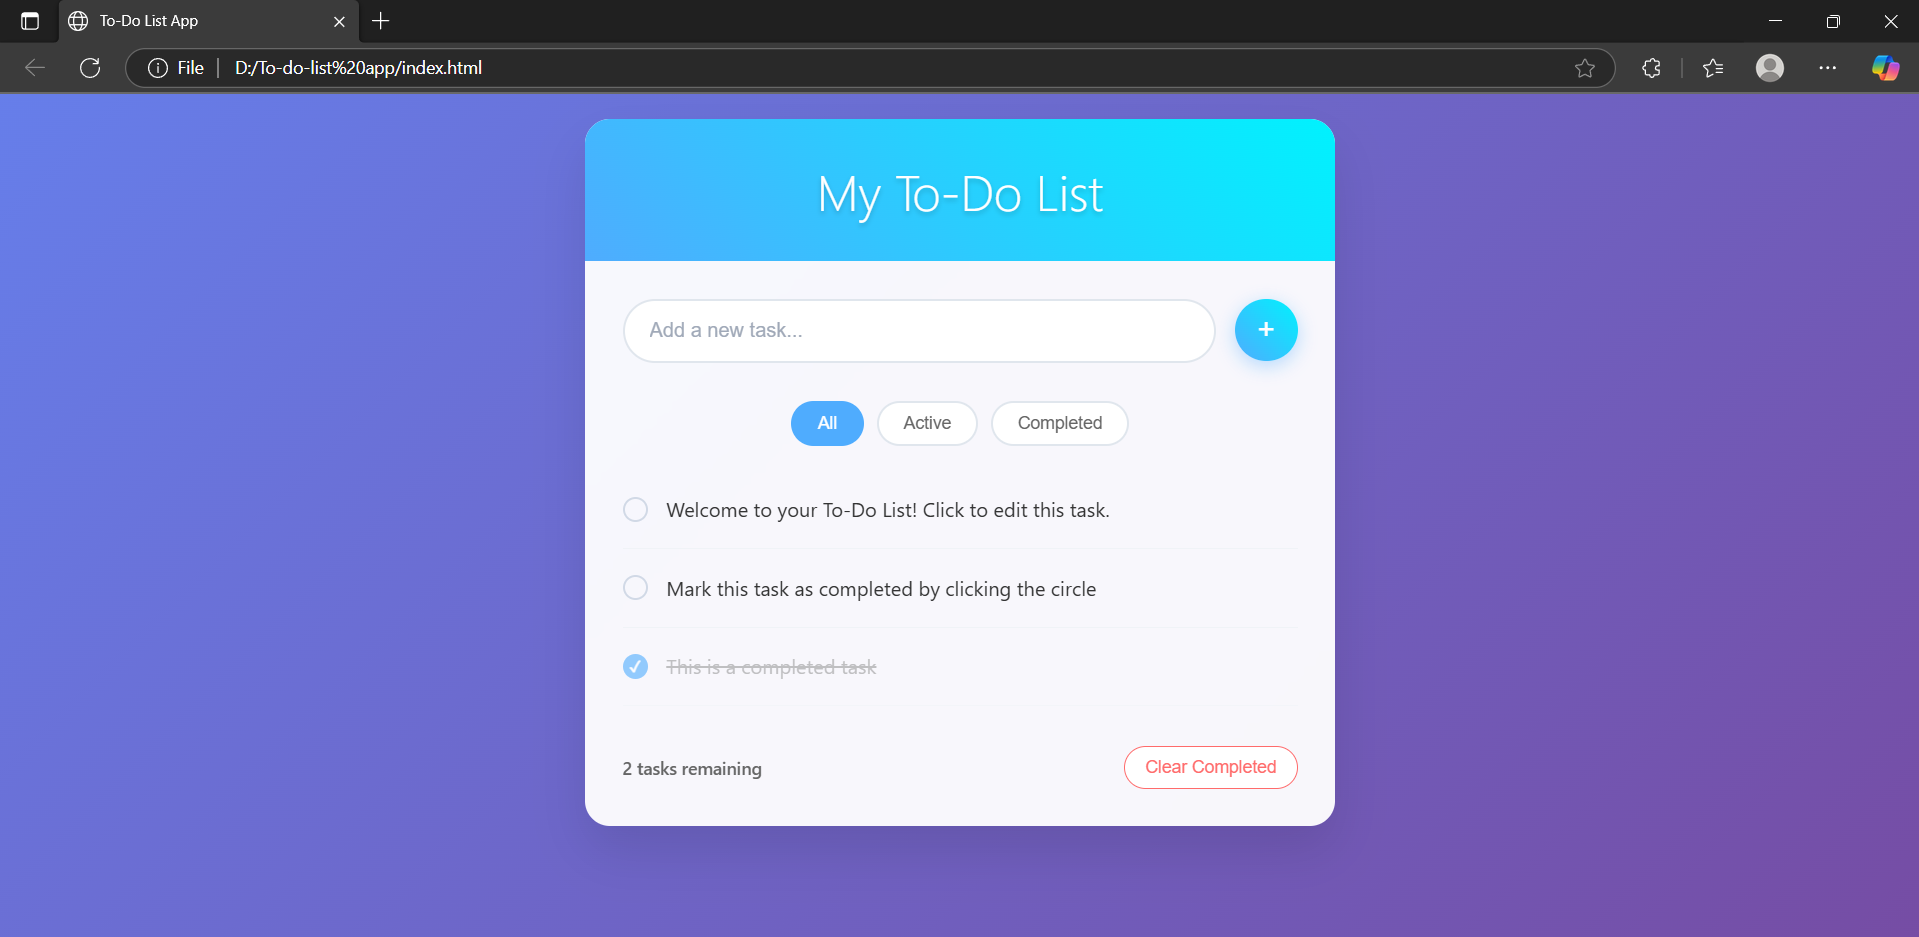 To-Do List App
File
D:/To-do-list%20app/index.html
My To-Do List
Add a new task...
+
All
Active
Completed
Welcome to your To-Do List! Click to edit this task.
Mark this task as completed by clicking the circle
This is a completed task
2 tasks remaining
Clear Completed